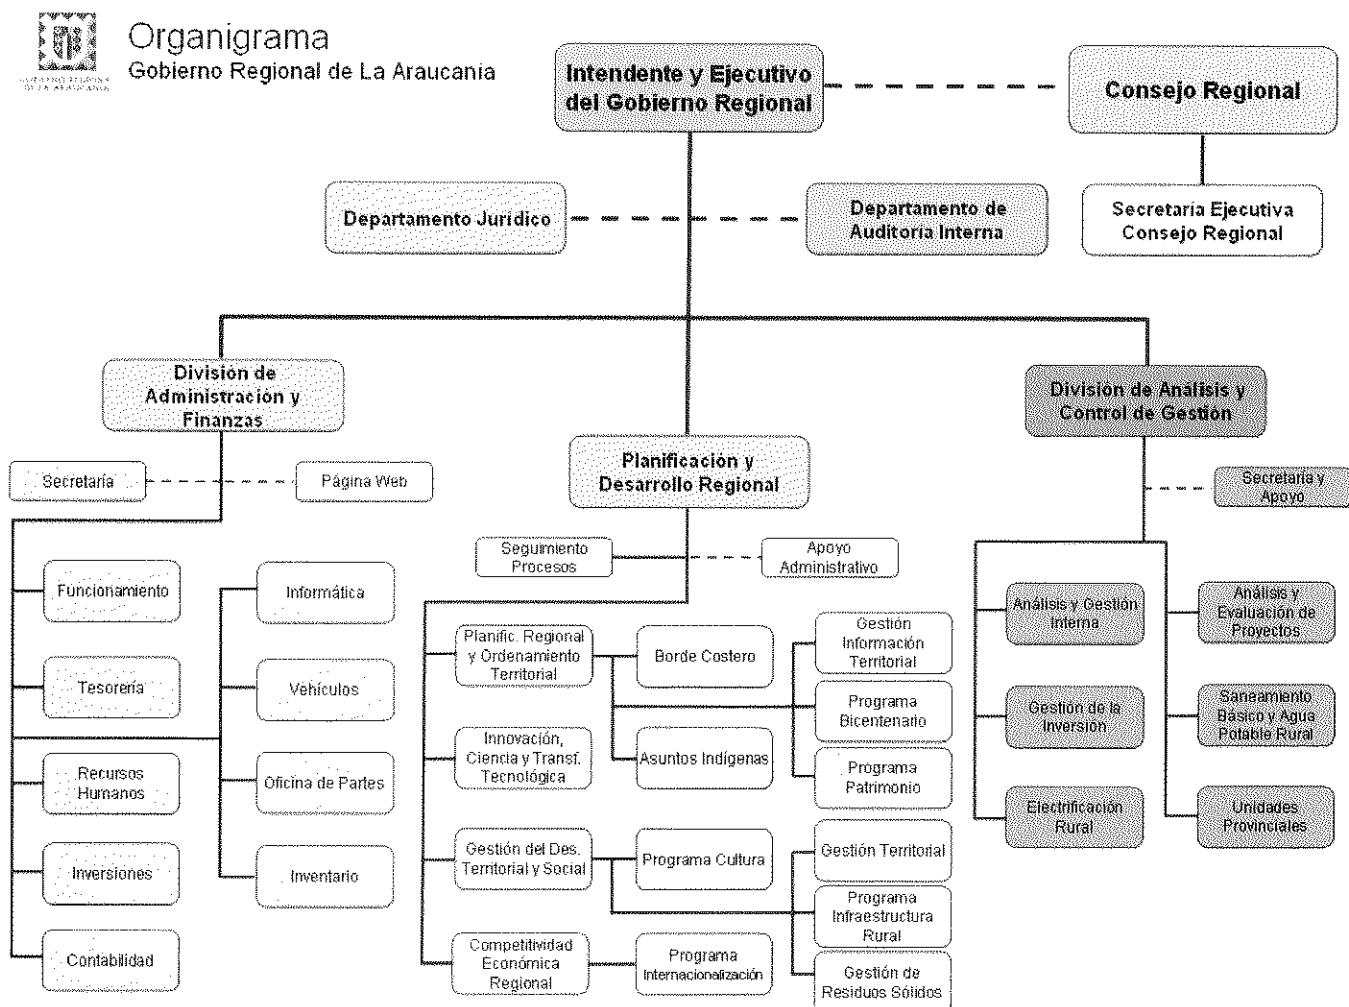 Organigrama
Gobierno Regional de La Araucanía
Intendente y Ejecutivo
del Gobierno Regional
Consejo Regional
Departamento Jurídico
Departamento de
Auditoría Interna
Secretaría Ejecutiva
Consejo Regional
División de
Administración y
Finanzas
División de Análisis y
Control de Gestión
Planificación y
Desarrollo Regional
Secretaría
Página Web
Secretaría y
Apoyo
Seguimiento
Procesos
Apoyo
Administrativo
Funcionamiento
Informática
Tesorería
Vehículos
Recursos
Humanos
Oficina de Partes
Inversiones
Inventario
Contabilidad
Planific. Regional
y Ordenamiento
Territorial
Borde Costero
Gestión
Información
Territorial
Programa
Bicentenario
Innovación,
Ciencia y Transf.
Tecnológica
Asuntos Indígenas
Programa
Patrimonio
Gestión del Des.
Territorial y Social
Programa Cultura
Gestión Territorial
Programa
Infraestructura
Rural
Competitividad
Económica
Regional
Programa
Internacionalización
Gestión de
Residuos Sólidos
Análisis y Gestión
Interna
Análisis y
Evaluación de
Proyectos
Gestión de la
Inversión
Saneamiento
Básico y Agua
Potable Rural
Electrificación
Rural
Unidades
Provinciales